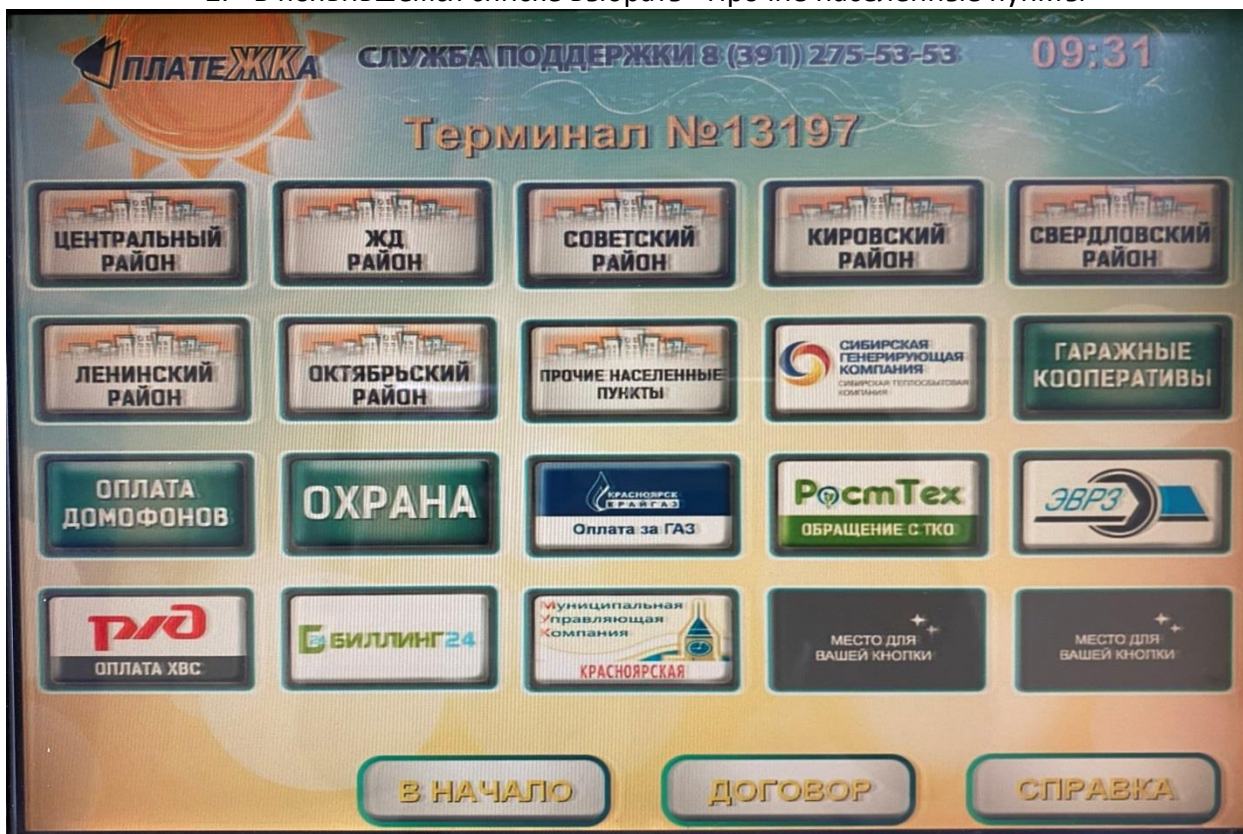 ПЛАТЕЖКА
СЛУЖБА ПОДДЕРЖКИ 8 (391) 275-53-53
09:31
Терминал №13197
ЦЕНТРАЛЬНЫЙ
РАЙОН
ЖД
РАЙОН
СОВЕТСКИЙ
РАЙОН
КИРОВСКИЙ
РАЙОН
СВЕРДЛОВСКИЙ
РАЙОН
ЛЕНИНСКИЙ
РАЙОН
ОКТЯБРЬСКИЙ
РАЙОН
ПРОЧИЕ НАСЕЛЕННЫЕ
ПУНКТЫ
СИБИРСКАЯ
ГЕНЕРИРУЮЩАЯ
КОМПАНИЯ
СИБИРСКАЯ ТЕПЛОСБЫТОВАЯ
КОМПАНИЯ
ГАРАЖНЫЕ
КООПЕРАТИВЫ
ОПЛАТА
ДОМОФОНОВ
ОХРАНА
КРАСНОЯРСК
КРАЙГАЗ
Оплата за ГАЗ
РостТех
ОБРАЩЕНИЕ С ТКО
ЭВРЗ
РЖД
ОПЛАТА ХВС
БИЛЛИНГ24
Муниципальная
Управляющая
Компания
КРАСНОЯРСКАЯ
МЕСТО ДЛЯ
ВАШЕЙ КНОПКИ
МЕСТО ДЛЯ
ВАШЕЙ КНОПКИ
В НАЧАЛО
ДОГОВОР
СПРАВКА